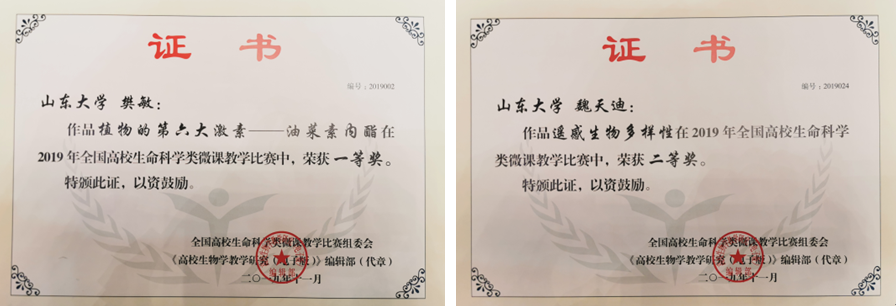 证 书
编号：2019002
山东大学 樊敏：
作品植物的第六大激素——油菜素内酯在
2019年全国高校生命科学类微课教学比赛中，荣获一等奖。
特颁此证，以资鼓励。
全国高校生命科学类微课教学比赛组委会
《高校生物学教学研究（电子版）》编辑部（代章）
二〇一九年十一月
编辑部
证 书
编号：2019024
山东大学 魏天迪：
作品遥感生物多样性在2019年全国高校生命科学
类微课教学比赛中，荣获二等奖。
特颁此证，以资鼓励。
全国高校生命科学类微课教学比赛组委会
《高校生物学教学研究（电子版）》编辑部（代章）
二〇一九年十一月
编辑部